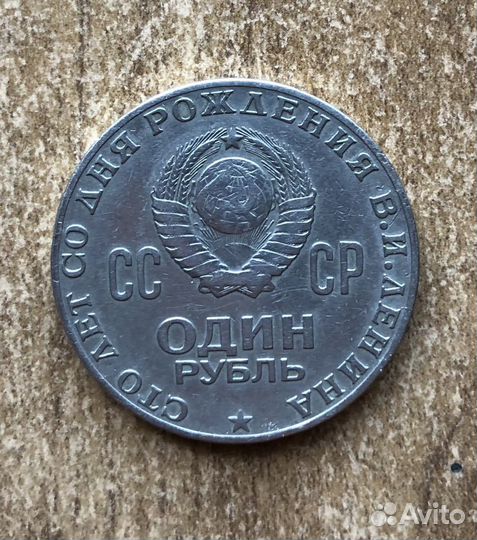 СТО ЛЕТ СО ДНЯ РОЖДЕНИЯ В.И.ЛЕНИНА
СС СР
ОДИН
РУБЛЬ
Avito